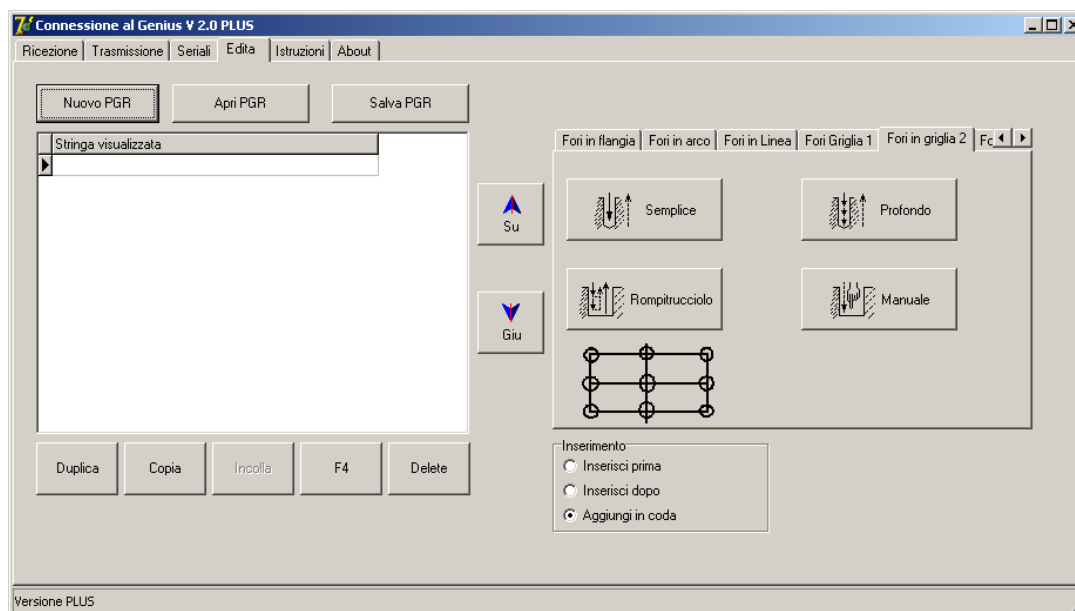 Connessione al Genius V 2.0 PLUS
Ricezione Trasmissione Seriali Edita Istruzioni About
Nuovo PGR Apri PGR Salva PGR
Stringa visualizzata
Fori in flangia Fori in arco Fori in Linea Fori Griglia 1 Fori in griglia 2
Semplice Profondo
Su
Rompitrucciolo Manuale
Giu
Inserimento
Inserisci prima
Inserisci dopo
Aggiungi in coda
Duplica Copia Incolla F4 Delete
Versione PLUS